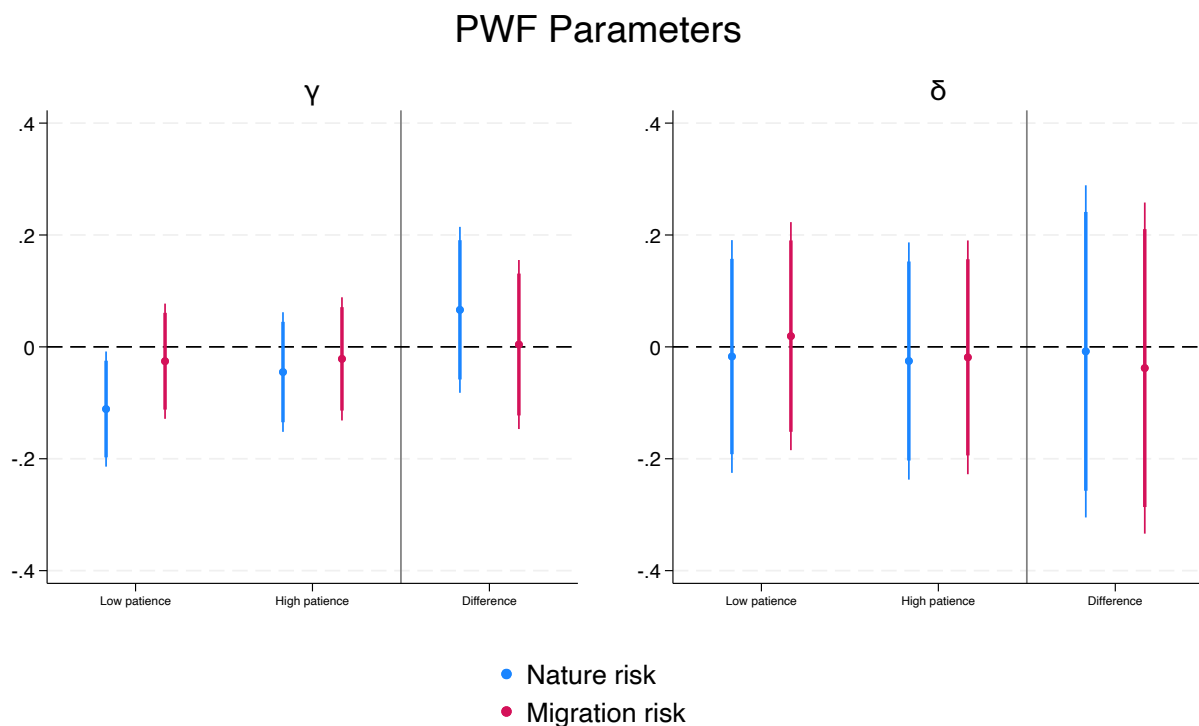 PWF Parameters
γ
.4
.2
0
-.2
-.4
Low patience
High patience
Difference
δ
.4
.2
0
-.2
-.4
Low patience
High patience
Difference
Nature risk
Migration risk